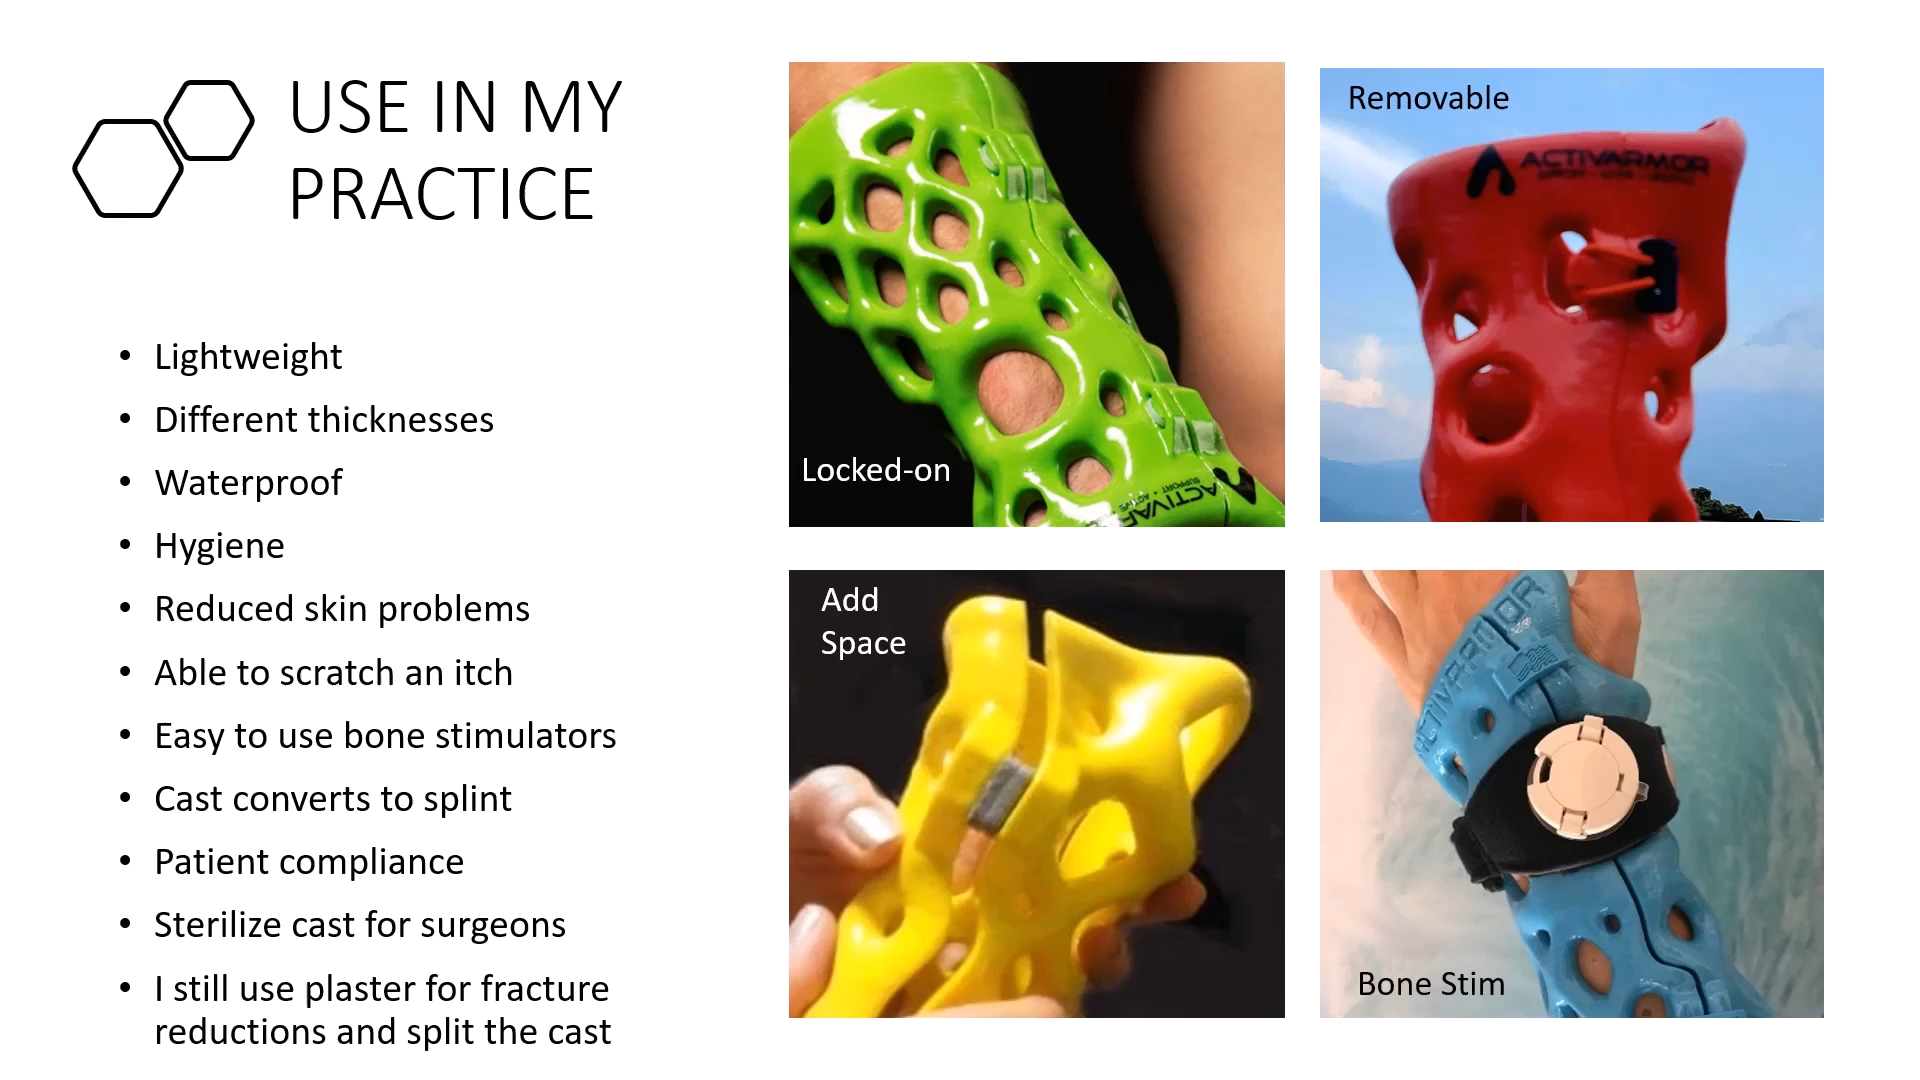 USE IN MY
PRACTICE
• Lightweight
• Different thicknesses
• Waterproof
• Hygiene
• Reduced skin problems
• Able to scratch an itch
• Easy to use bone stimulators
• Cast converts to splint
• Patient compliance
• Sterilize cast for surgeons
• I still use plaster for fracture
reductions and split the cast
Locked-on
Removable
ACTIVARMOR
Add
Space
ACTIVARMOR
Bone Stim